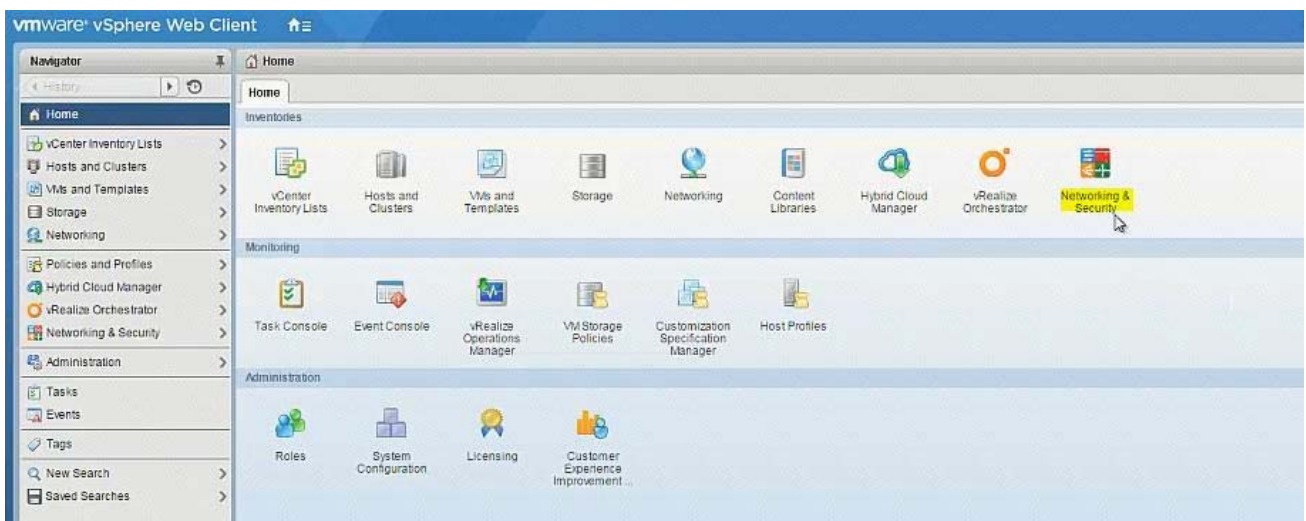 vmware® vSphere Web Client
Navigator
Home
History
Home
Home
vCenter Inventory Lists
Hosts and Clusters
VMs and Templates
Storage
Networking
Policies and Profiles
Hybrid Cloud Manager
vRealize Orchestrator
Networking & Security
Administration
Tasks
Events
Tags
New Search
Saved Searches
Inventories
vCenter
Inventory Lists
Hosts and
Clusters
VMs and
Templates
Storage
Networking
Content
Libraries
Hybrid Cloud
Manager
vRealize
Orchestrator
Networking &
Security
Monitoring
Task Console
Event Console
vRealize
Operations
Manager
VM Storage
Policies
Customization
Specification
Manager
Host Profiles
Administration
Roles
System
Configuration
Licensing
Customer
Experience
Improvement ...